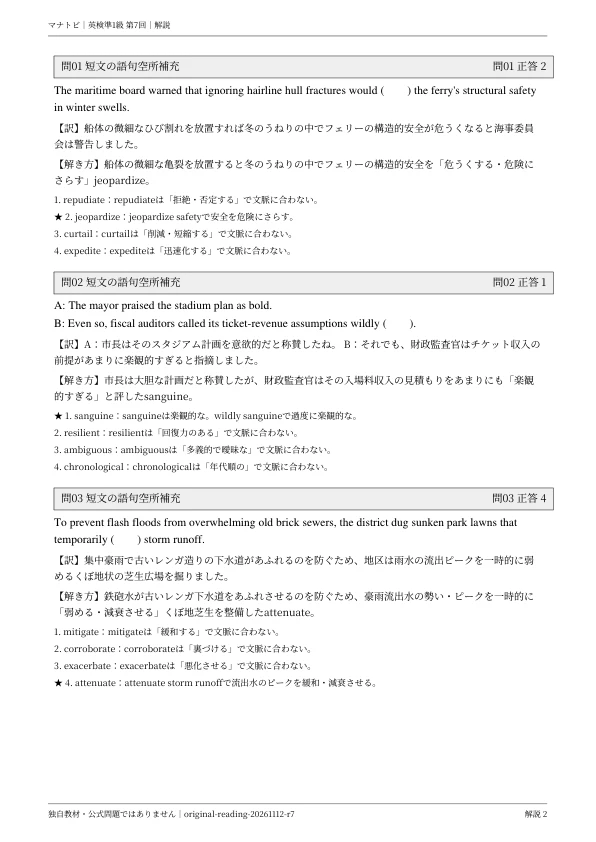 マナトビ｜英検準1級 第7回｜解説
問01 短文の語句空所補充 問01 正答 2
The maritime board warned that ignoring hairline hull fractures would (　　) the ferry's structural safety
in winter swells.
【訳】船体の微細なひび割れを放置すれば冬のうねりの中でフェリーの構造的安全が危うくなると海事委員
会は警告しました。
【解き方】船体の微細な亀裂を放置すると冬のうねりの中でフェリーの構造的安全を「危うくする・危険に
さらす」jeopardize。
1. repudiate：repudiateは「拒絶・否定する」で文脈に合わない。
★ 2. jeopardize：jeopardize safetyで安全を危険にさらす。
3. curtail：curtailは「削減・短縮する」で文脈に合わない。
4. expedite：expediteは「迅速化する」で文脈に合わない。
問02 短文の語句空所補充 問02 正答 1
A: The mayor praised the stadium plan as bold.
B: Even so, fiscal auditors called its ticket-revenue assumptions wildly (　　).
【訳】A：市長はそのスタジアム計画を意欲的だと称賛したね。 B：それでも、財政監査官はチケット収入の
前提があまりに楽観的すぎると指摘しました。
【解き方】市長は大胆な計画だと称賛したが、財政監査官はその入場料収入の見積もりをあまりにも「楽観
的すぎる」と評したsanguine。
★ 1. sanguine：sanguineは楽観的な。wildly sanguineで過度に楽観的な。
2. resilient：resilientは「回復力のある」で文脈に合わない。
3. ambiguous：ambiguousは「多義的で曖昧な」で文脈に合わない。
4. chronological：chronologicalは「年代順の」で文脈に合わない。
問03 短文の語句空所補充 問03 正答 4
To prevent flash floods from overwhelming old brick sewers, the district dug sunken park lawns that
temporarily (　　) storm runoff.
【訳】集中豪雨で古いレンガ造りの下水道があふれるのを防ぐため、地区は雨水の流出ピークを一時的に弱
めるくぼ地状の芝生広場を掘りました。
【解き方】鉄砲水が古いレンガ下水道をあふれさせるのを防ぐため、豪雨流出水の勢い・ピークを一時的に
「弱める・減衰させる」くぼ地芝生を整備したattenuate。
1. mitigate：mitigateは「緩和する」で文脈に合わない。
2. corroborate：corroborateは「裏づける」で文脈に合わない。
3. exacerbate：exacerbateは「悪化させる」で文脈に合わない。
★ 4. attenuate：attenuate storm runoffで流出水のピークを緩和・減衰させる。
独自教材・公式問題ではありません｜original-reading-20261112-r7 解説 2